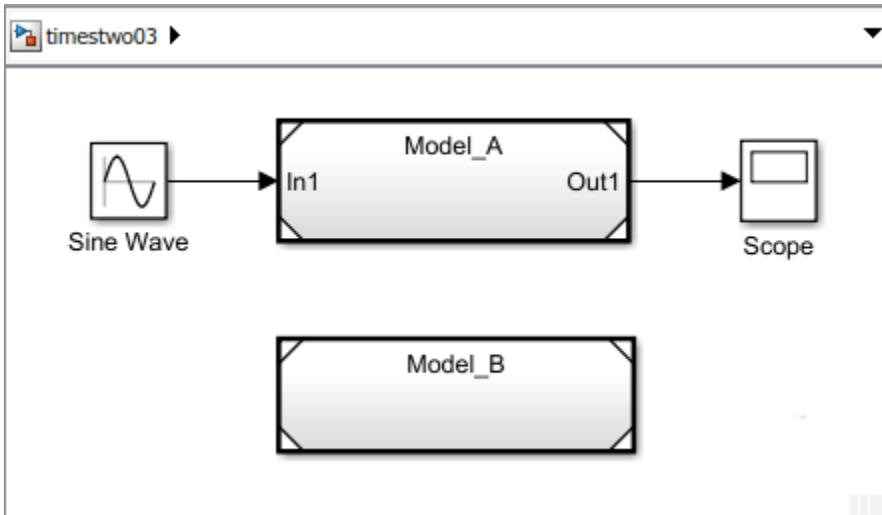 timestwo03
Model_A
In1
Out1
Sine Wave
Scope
Model_B